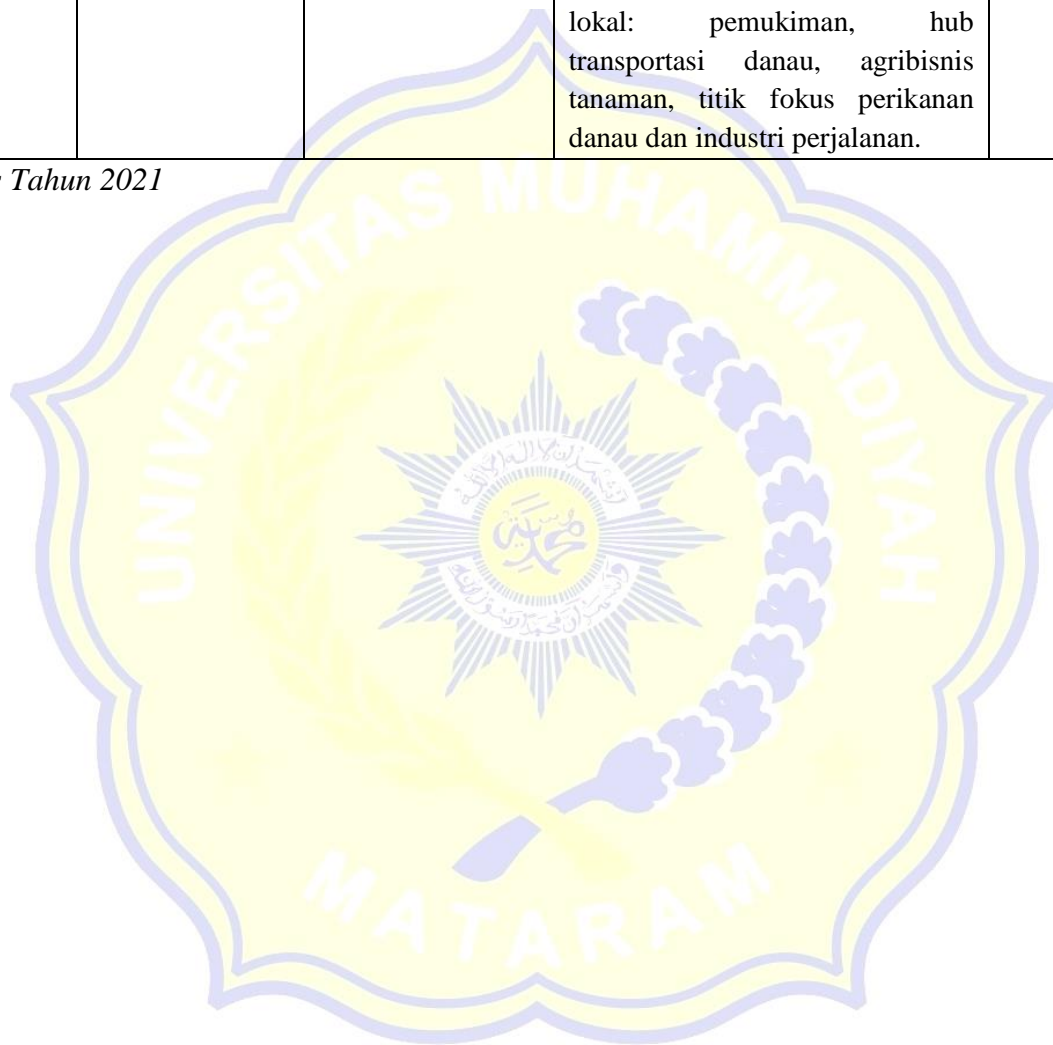 lokal: pemukiman, hub
transportasi danau, agribisnis
tanaman, titik fokus perikanan
danau dan industri perjalanan.
Tahun 2021
UNIVERSITAS MUHAMMADIYAH
MATARAM